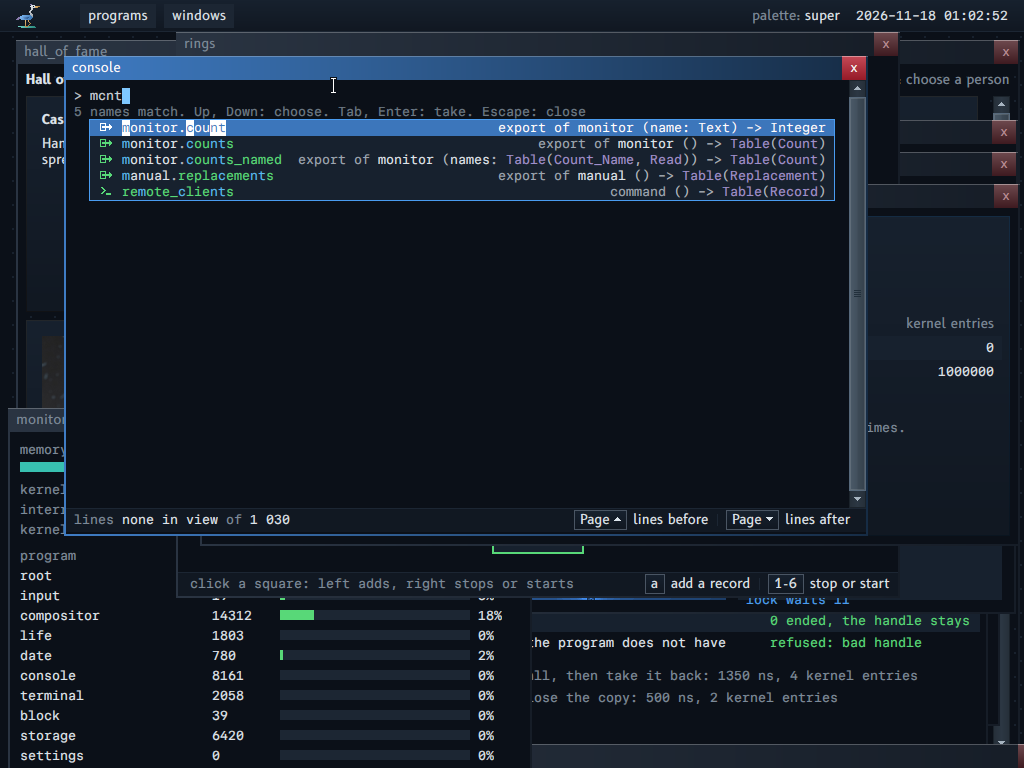 programs windows palette: super 2026-11-18 01:02:52
rings x
hall_of_fame x
console x
Hall o choose a person
> mcnt
5 names match. Up, Down: choose. Tab, Enter: take. Escape: close
Cas
monitor.count export of monitor (name: Text) -> Integer
x
Han
monitor.counts export of monitor () -> Table(Count)
spre
monitor.counts_named export of monitor (names: Table(Count_Name, Read)) -> Table(Count)
x
manual.replacements export of manual () -> Table(Replacement)
remote_clients command () -> Table(Record)
x
kernel entries
0
1000000
monitor
imes.
memory
kernel
inter
lines none in view of 1 030 Page lines before Page lines after
kernel
program
root
click a square: left adds, right stops or starts a add a record 1-6 stop or start
input
lock waits 11
compositor 14312 18%
0 ended, the handle stays
life 1803 0%
the program does not have refused: bad handle
date 780 2%
console 8161 0%
all, then take it back: 1350 ns, 4 kernel entries
terminal 2058 0%
lose the copy: 500 ns, 2 kernel entries
block 39 0%
storage 6420 0%
settings 0 0%